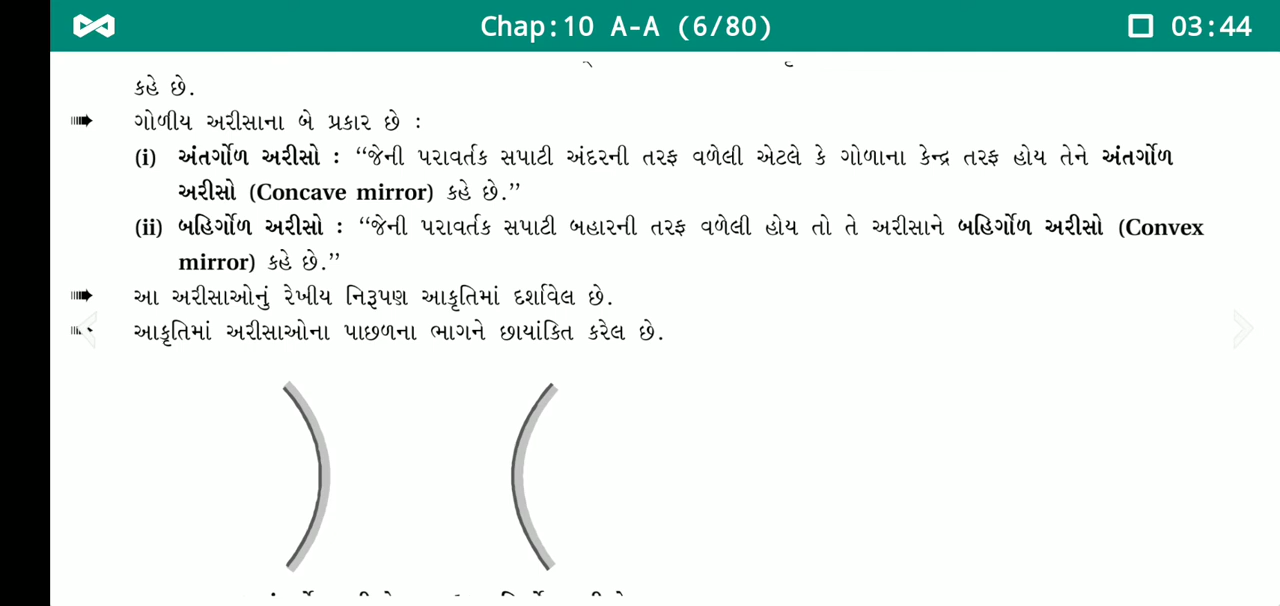 Chap:10 A-A (6/80)
03:44
કહે છે.
ગોળીય અરીસાના બે પ્રકાર છે :
(i) અંતર્ગોળ અરીસો : “જેની પરાવર્તક સપાટી અંદરની તરફ વળેલી એટલે કે ગોળાના કેન્દ્ર તરફ હોય તેને અંતર્ગોળ
અરીસો (Concave mirror) કહે છે.”
(ii) બહિર્ગોળ અરીસો : “જેની પરાવર્તક સપાટી બહારની તરફ વળેલી હોય તો તે અરીસાને બહિર્ગોળ અરીસો (Convex
mirror) કહે છે.”
આ અરીસાઓનું રેખીય નિરૂપણ આકૃતિમાં દર્શાવેલ છે.
આકૃતિમાં અરીસાઓના પાછળના ભાગને છાયાંકિત કરેલ છે.